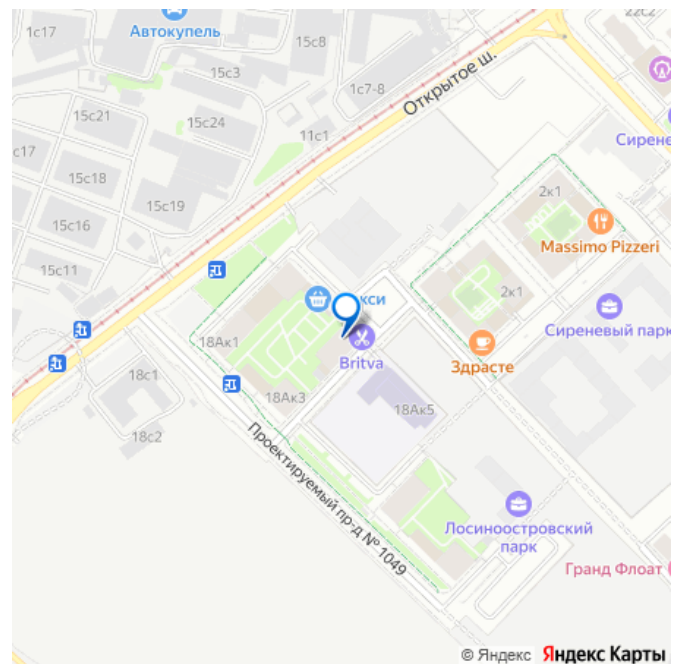 1с17
Автокупель
15с8
22с2
15с3
1с7-8
Открытое ш.
15с21
15с24
11с1
с17
15с18
15с19
Сирене
2к1
15с16
Massimo Pizzeri
15с11
2к1
кси
Сиреневый парк
18Ак1
Britva
Здрасте
18с1
18Ак3
18Ак5
18с2
Проектируемый пр-д № 1049
Лосиноостровский
парк
Гранд Флоат
© Яндекс Яндекс Карты